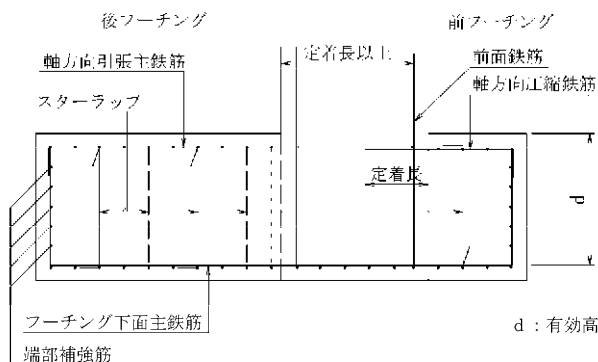 後フーチング
前フーチング
定着長以上
前面鉄筋
軸方向引張主鉄筋
軸方向圧縮鉄筋
スターラップ
定着長
d
フーチング下面主鉄筋
d：有効高
端部補強筋